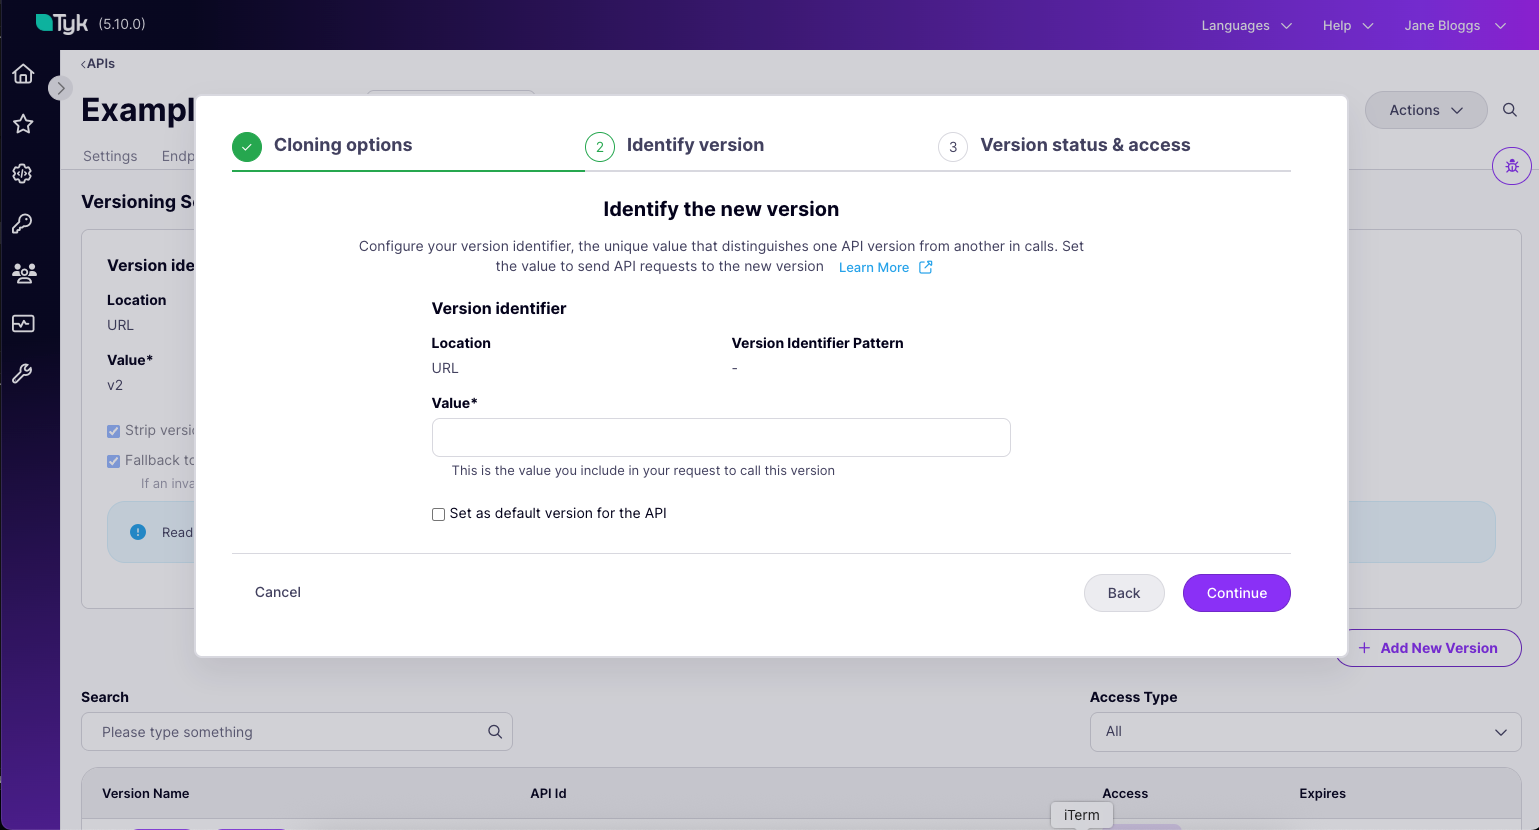 Tyk (5.10.0)
Languages
Help
Jane Bloggs
APIs
Exampl
Actions
Settings
Endp
Versioning S
Version ide
Location
URL
Value*
v2
Strip versi
Fallback to
If an inva
Read
Cloning options
2 Identify version
3 Version status & access
Identify the new version
Configure your version identifier, the unique value that distinguishes one API version from another in calls. Set
the value to send API requests to the new version Learn More
Version identifier
Location
Version Identifier Pattern
URL
-
Value*
This is the value you include in your request to call this version
Set as default version for the API
Cancel
Back
Continue
+ Add New Version
Search
Access Type
Please type something
All
Version Name
API Id
Access
Expires
iTerm